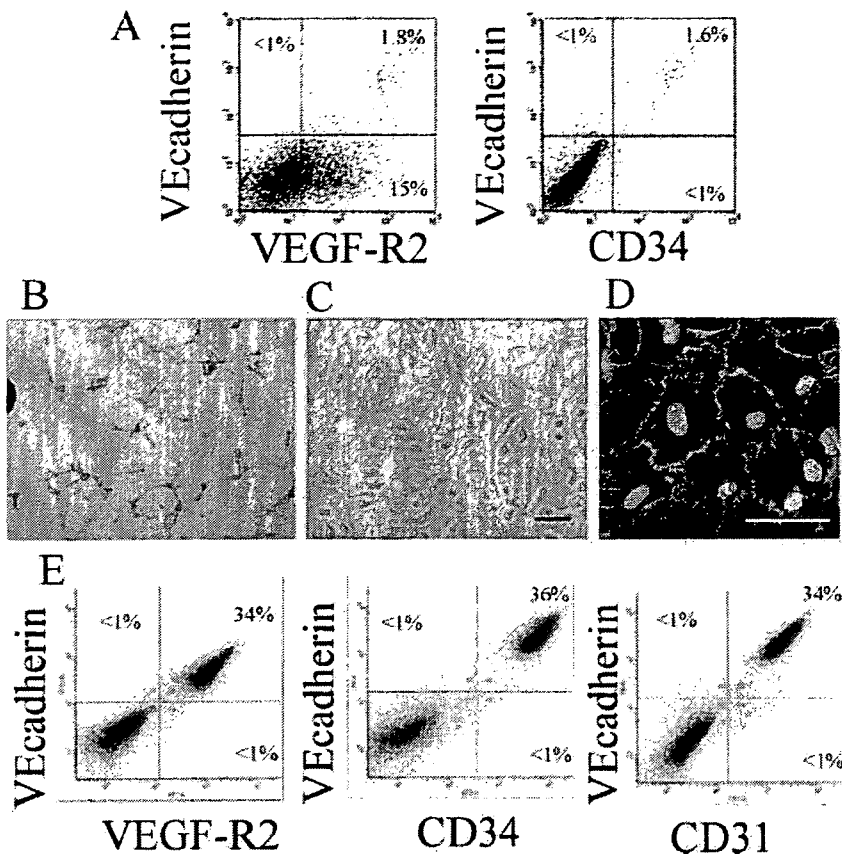 A
VEcadherin
<1%
1.8%
15%
VEGF-R2
VEcadherin
<1%
1.6%
<1%
CD34
B
C
D
E
VEcadherin
<1%
34%
<1%
VEGF-R2
VEcadherin
<1%
36%
<1%
CD34
VEcadherin
<1%
34%
<1%
CD31